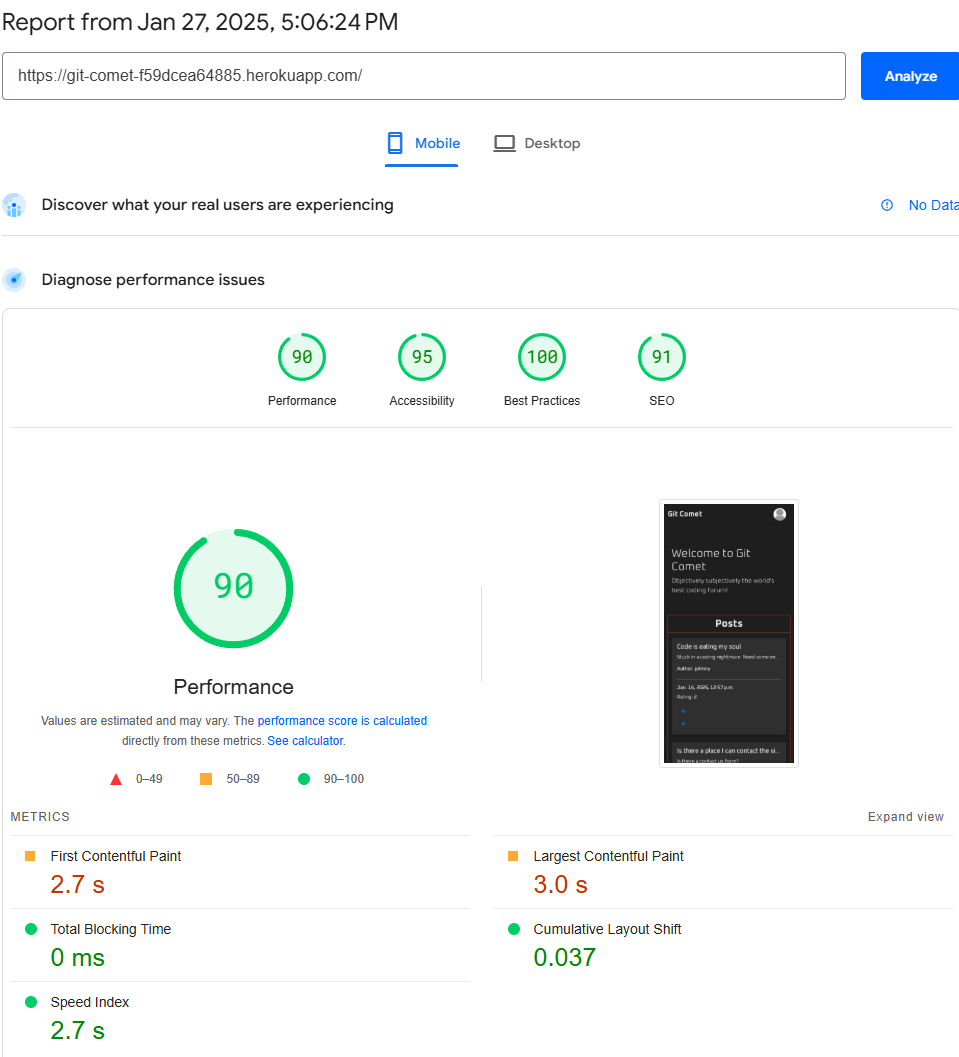 Report from Jan 27, 2025, 5:06:24 PM
https://git-comet-f59dcea64885.herokuapp.com/
Analyze
Mobile
Desktop
Discover what your real users are experiencing
No Data
Diagnose performance issues
90
95
100
91
Performance
Accessibility
Best Practices
SEO
Git Comet
Welcome to Git
Comet
Objectively subjectively the world's
best coding forum!
Posts
Code is eating my soul
Stuck in a coding nightmare. Need some en...
Author: johnny
Jan. 16, 2025, 12:57 p.m.
Rating: 2
Is there a place I can contact the si...
Is there a contact us form?
90
Performance
Values are estimated and may vary. The performance score is calculated
directly from these metrics. See calculator.
0–49
50–89
90–100
METRICS
Expand view
First Contentful Paint
2.7 s
Largest Contentful Paint
3.0 s
Total Blocking Time
0 ms
Cumulative Layout Shift
0.037
Speed Index
2.7 s